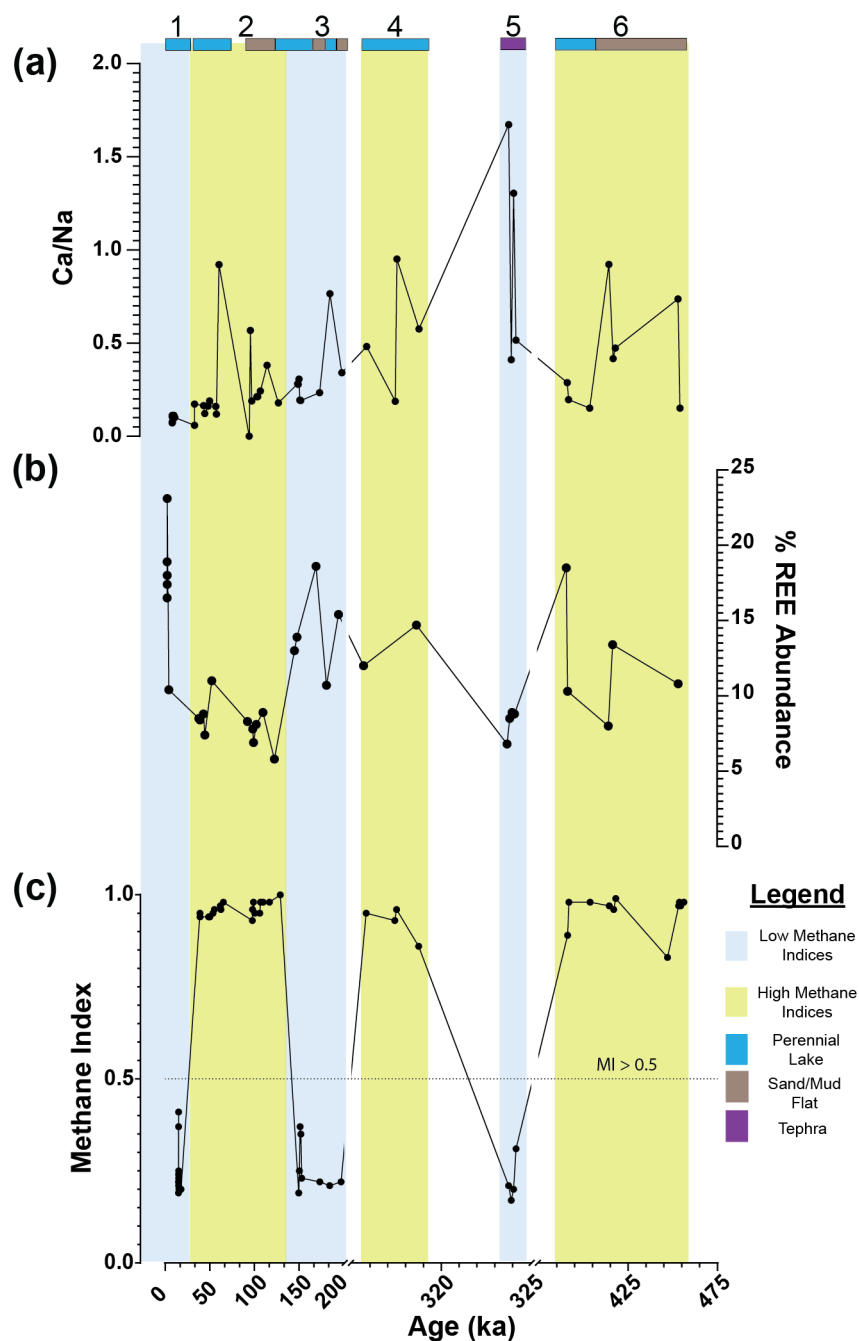 1 2 3 4 5 6
(a)
2.0
1.5
1.0
0.5
0.0
Ca/Na
(b)
25
20
15
10
5
0
% REE Abundance
(c)
1.0
0.5
0.0
Methane Index
MI > 0.5
Legend
Low Methane
Indices
High Methane
Indices
Perennial
Lake
Sand/Mud
Flat
Tephra
0 50 100 150 200 320 325 425 475
Age (ka)